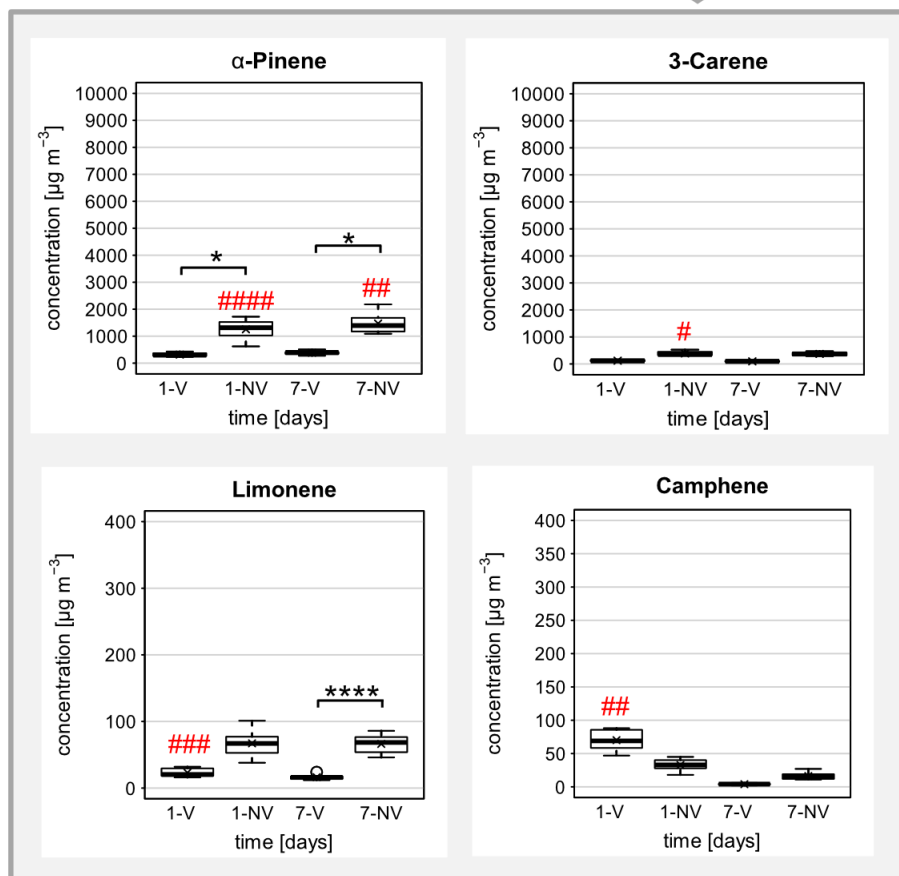 α-Pinene
concentration [µg m⁻³]
10000
9000
8000
7000
6000
5000
4000
3000
2000
1000
0
*
*
####
##
1-V 1-NV 7-V 7-NV
time [days]
3-Carene
concentration [µg m⁻³]
10000
9000
8000
7000
6000
5000
4000
3000
2000
1000
0
#
1-V 1-NV 7-V 7-NV
time [days]
Limonene
concentration [µg m⁻³]
400
300
200
100
0
###
****
1-V 1-NV 7-V 7-NV
time [days]
Camphene
concentration [µg m⁻³]
400
350
300
250
200
150
100
50
0
##
1-V 1-NV 7-V 7-NV
time [days]